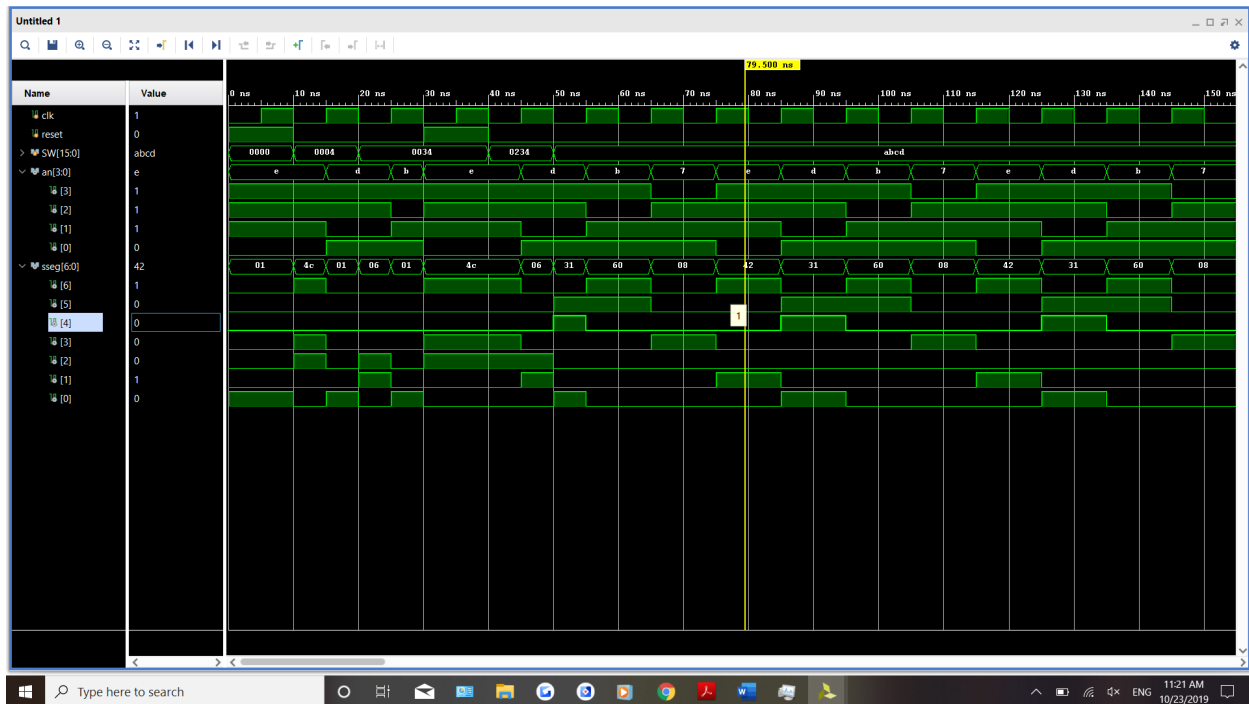 Untitled 1
79.500 ns
Name Value
0 ns 10 ns 20 ns 30 ns 40 ns 50 ns 60 ns 70 ns 80 ns 90 ns 100 ns 110 ns 120 ns 130 ns 140 ns 150 ns
clk 1
reset 0
SW[15:0] abcd 0000 0004 0034 0234 abcd
an[3:0] e e d b e d b 7 e d b 7 e d b 7
[3] 1
[2] 1
[1] 1
[0] 0
sseg[6:0] 42 01 4c 01 06 01 4c 06 31 60 08 42 31 60 08 42 31 60 08
[6] 1
[5] 0
[4] 0 1
[3] 0
[2] 0
[1] 1
[0] 0
Type here to search
ENG
11:21 AM
10/23/2019